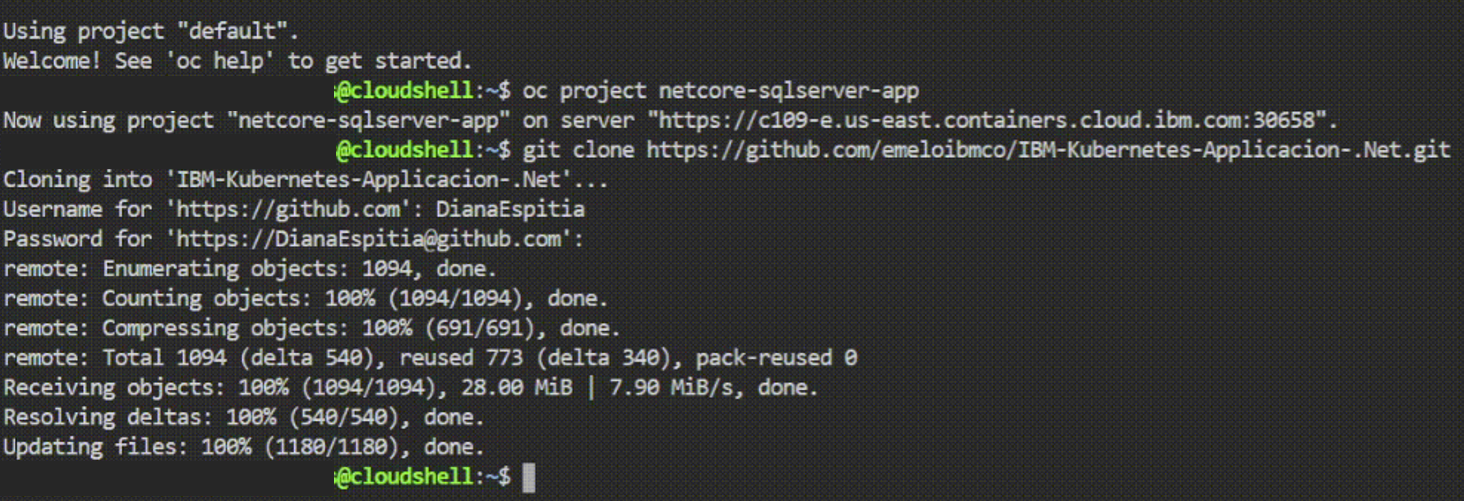 Using project "default".
Welcome! See 'oc help' to get started.
s@cloudshell:~$ oc project netcore-sqlserver-app
Now using project "netcore-sqlserver-app" on server "https://c109-e.us-east.containers.cloud.ibm.com:30658".
@cloudshell:~$ git clone https://github.com/emeloibmco/IBM-Kubernetes-Applicacion-.Net.git
Cloning into 'IBM-Kubernetes-Applicacion-.Net'...
Username for 'https://github.com': DianaEspitia
Password for 'https://DianaEspitia@github.com':
remote: Enumerating objects: 1094, done.
remote: Counting objects: 100% (1094/1094), done.
remote: Compressing objects: 100% (691/691), done.
remote: Total 1094 (delta 540), reused 773 (delta 340), pack-reused 0
Receiving objects: 100% (1094/1094), 28.00 MiB | 7.90 MiB/s, done.
Resolving deltas: 100% (540/540), done.
Updating files: 100% (1180/1180), done.
s@cloudshell:~$